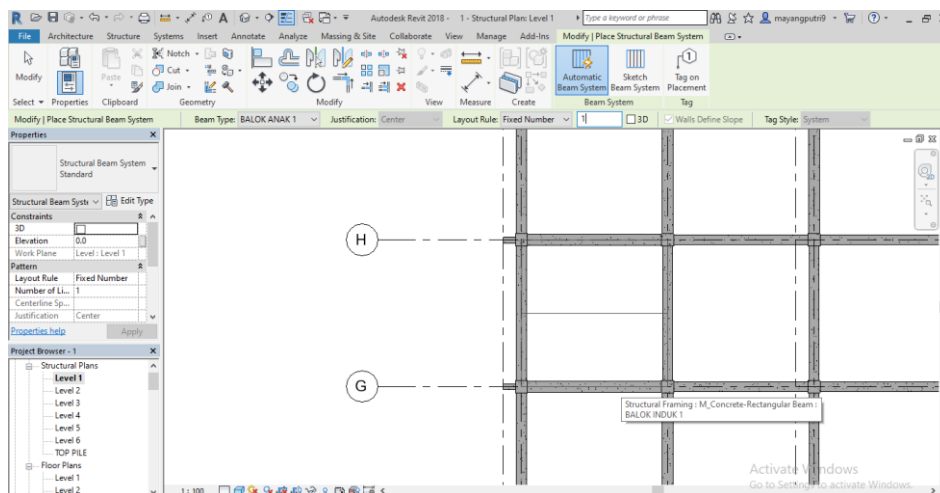 Autodesk Revit 2018 - 1 - Structural Plan: Level 1
Type a keyword or phrase
mayangputri9
File Architecture Structure Systems Insert Annotate Analyze Massing & Site Collaborate View Manage Add-Ins Modify | Place Structural Beam System
Modify
Paste
Notch
Cut
Join
Automatic Beam System
Sketch Beam System
Tag on Placement
Select Properties Clipboard Geometry Modify View Measure Create Beam System Tag
Modify | Place Structural Beam System Beam Type: BALOK ANAK 1 Justification: Center Layout Rule: Fixed Number 1 3D Walls Define Slope Tag Style: System
Properties
Structural Beam System
Standard
Structural Beam Syste Edit Type
Constraints
3D
Elevation 0.0
Work Plane Level : Level 1
Pattern
Layout Rule Fixed Number
Number of Li... 1
Centerline Sp...
Justification Center
Properties help Apply
Project Browser - 1
Structural Plans
Level 1
Level 2
Level 3
Level 4
Level 5
Level 6
TOP PILE
Floor Plans
Level 1
Level 2
H
G
Structural Framing : M_Concrete-Rectangular Beam :
BALOK INDUK 1
Activate Windows
Go to Settings to activate Windows.
1 : 100